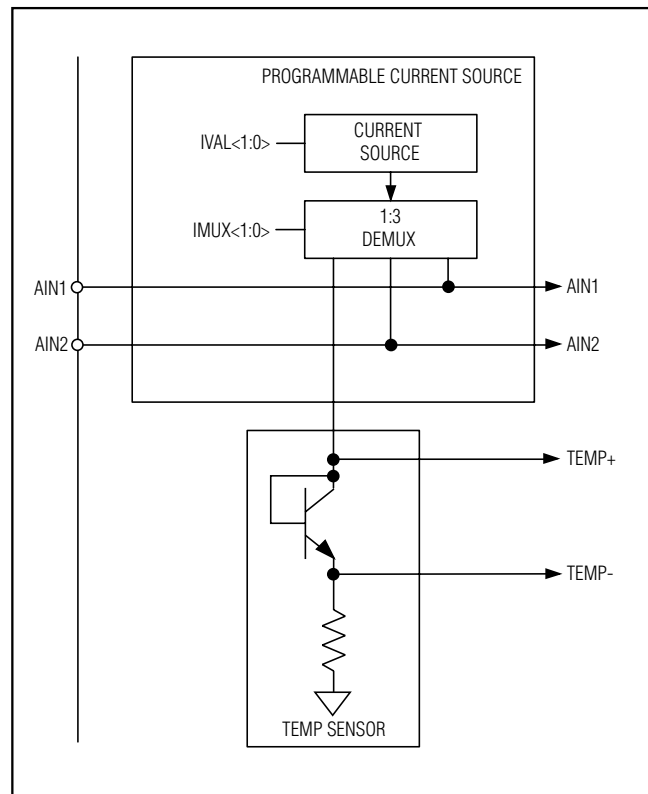 PROGRAMMABLE CURRENT SOURCE
IVAL<1:0>
CURRENT
SOURCE
IMUX<1:0>
1:3
DEMUX
AIN1
AIN1
AIN2
AIN2
TEMP+
TEMP-
TEMP SENSOR